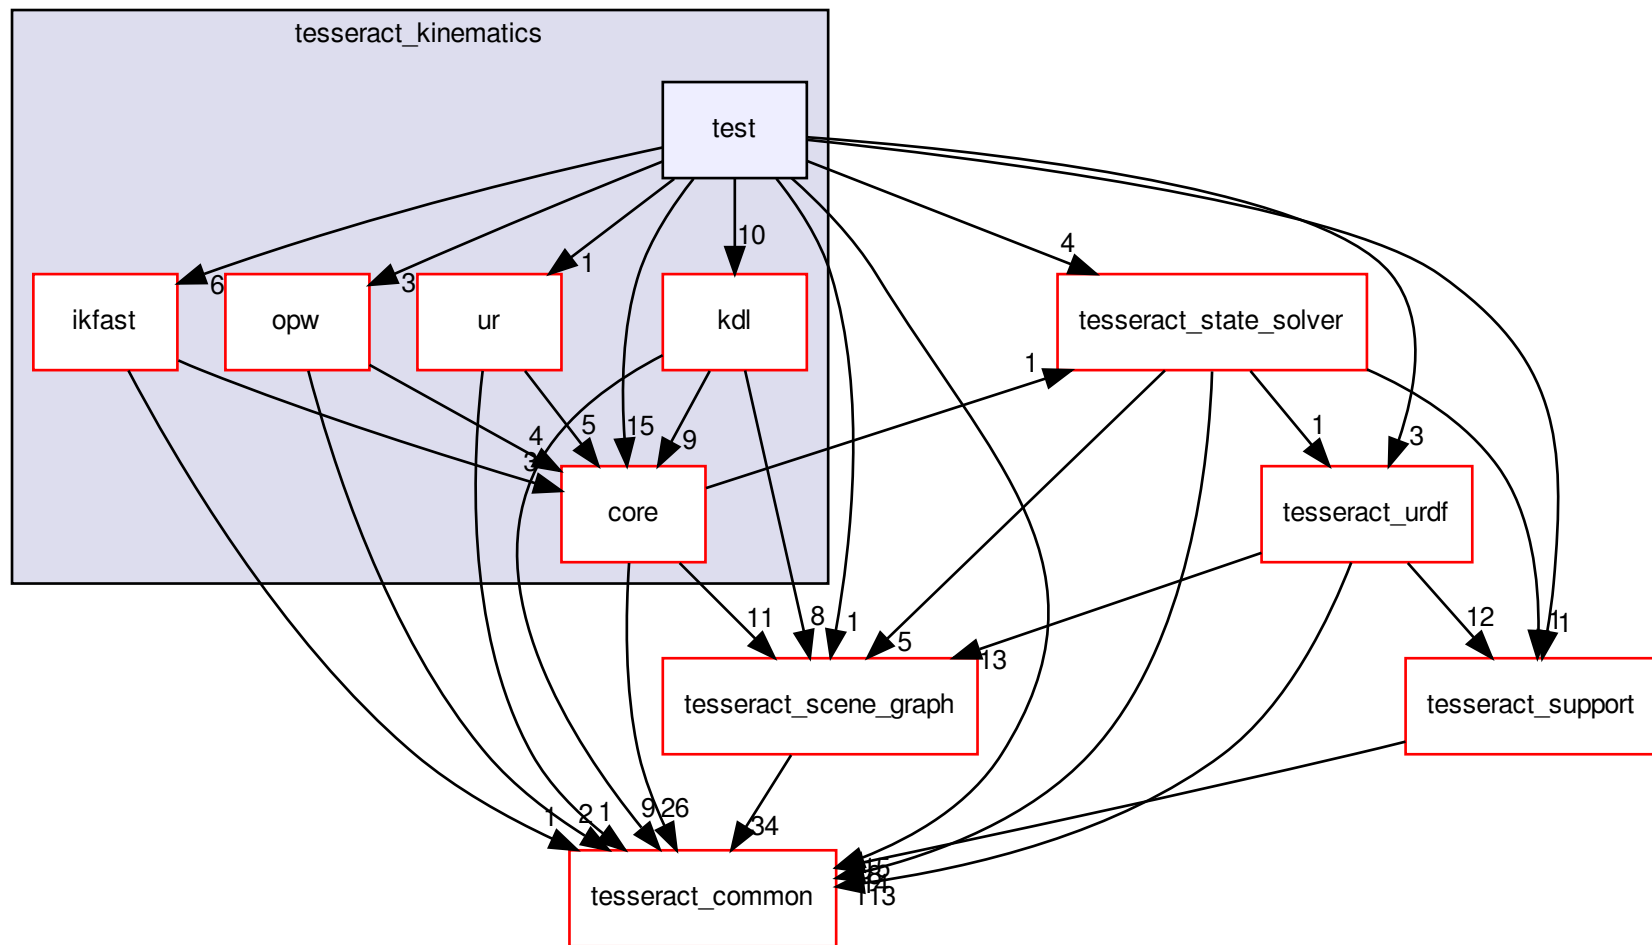 tesseract_kinematics
test
10
4
6
3
1
ikfast
opw
ur
kdl
tesseract_state_solver
1
15
5
4
3
9
1
3
core
tesseract_urdf
11
8
1
5
13
12
1
1
tesseract_scene_graph
tesseract_support
1
2
1
9
26
34
113
tesseract_common